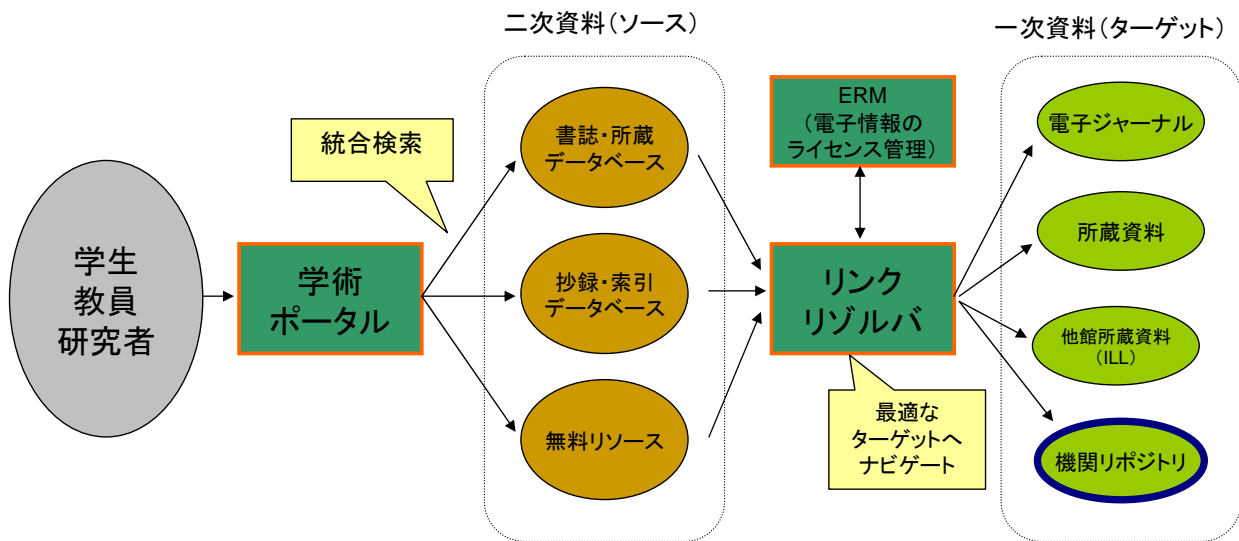 二次資料(ソース)
一次資料(ターゲット)
統合検索
学生
教員
研究者
学術
ポータル
書誌・所蔵
データベース
抄録・索引
データベース
無料リソース
ERM
(電子情報の
ライセンス管理)
リンク
リゾルバ
最適な
ターゲットへ
ナビゲート
電子ジャーナル
所蔵資料
他館所蔵資料
(ILL)
機関リポジトリ